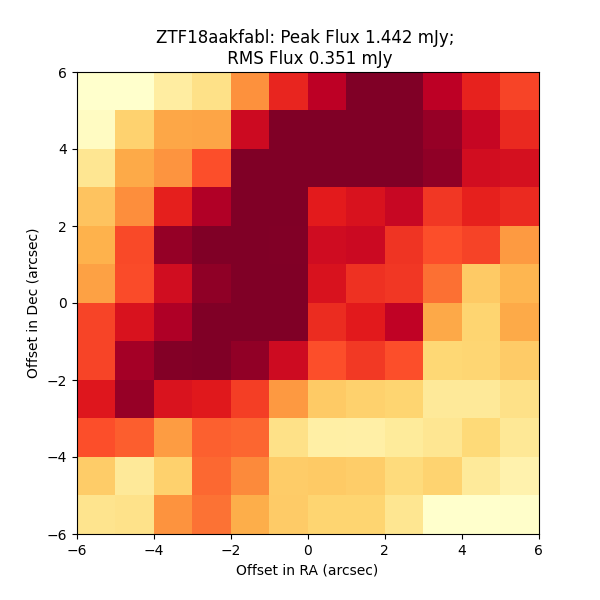 ZTF18aakfabl: Peak Flux 1.442 mJy;
RMS Flux 0.351 mJy
6
4
2
0
−2
−4
−6
Offset in Dec (arcsec)
−6 −4 −2 0 2 4 6
Offset in RA (arcsec)